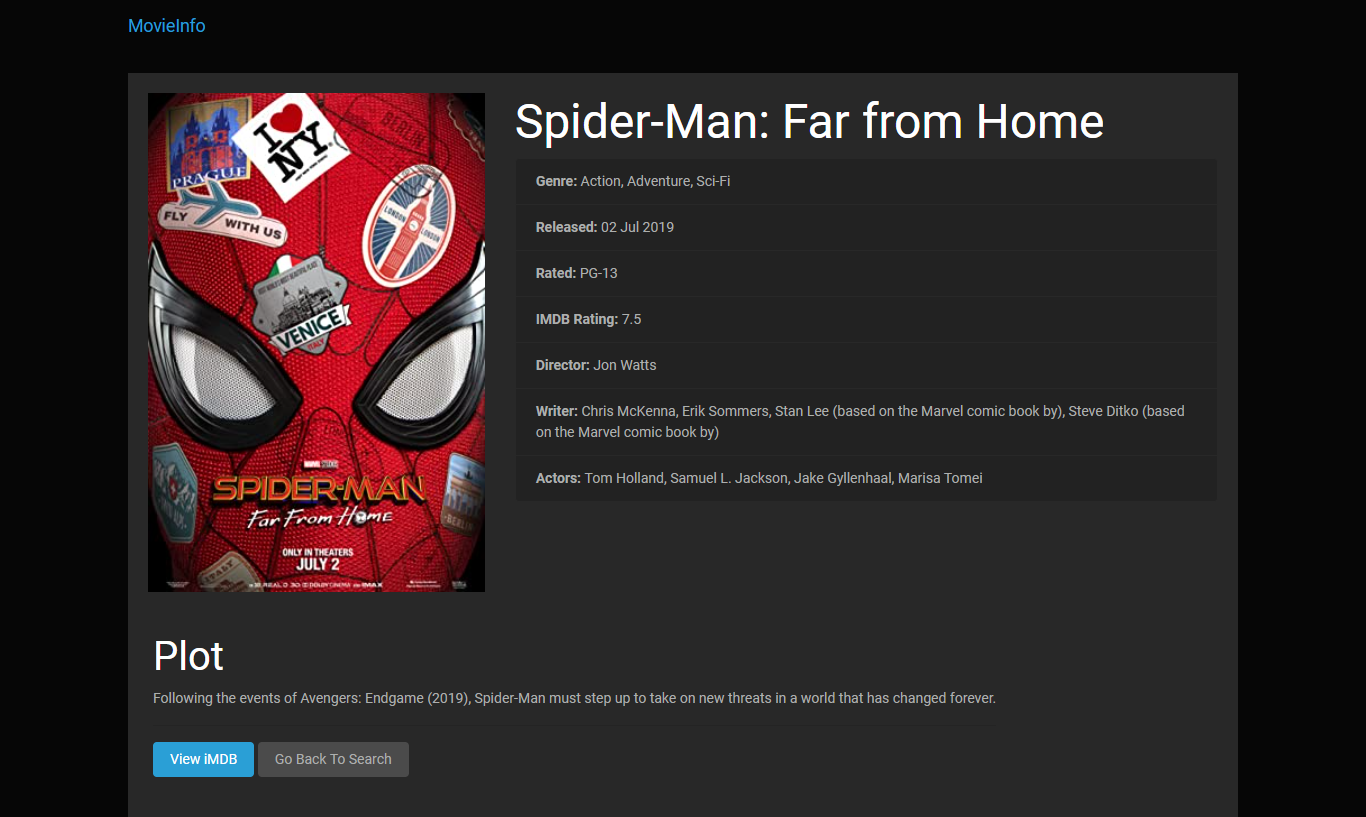 MovieInfo
PRAGUE
I
NY
FLY
WITH US
BERLIN
LONDON
LONDON
VENICE
ITALY
MARVEL STUDIOS
SPIDER-MAN
Far From Home
ONLY IN THEATERS
JULY 2
BERLIN
ITALY
Spider-Man: Far from Home
Genre: Action, Adventure, Sci-Fi
Released: 02 Jul 2019
Rated: PG-13
IMDB Rating: 7.5
Director: Jon Watts
Writer: Chris McKenna, Erik Sommers, Stan Lee (based on the Marvel comic book by), Steve Ditko (based
on the Marvel comic book by)
Actors: Tom Holland, Samuel L. Jackson, Jake Gyllenhaal, Marisa Tomei
Plot
Following the events of Avengers: Endgame (2019), Spider-Man must step up to take on new threats in a world that has changed forever.
View iMDB
Go Back To Search